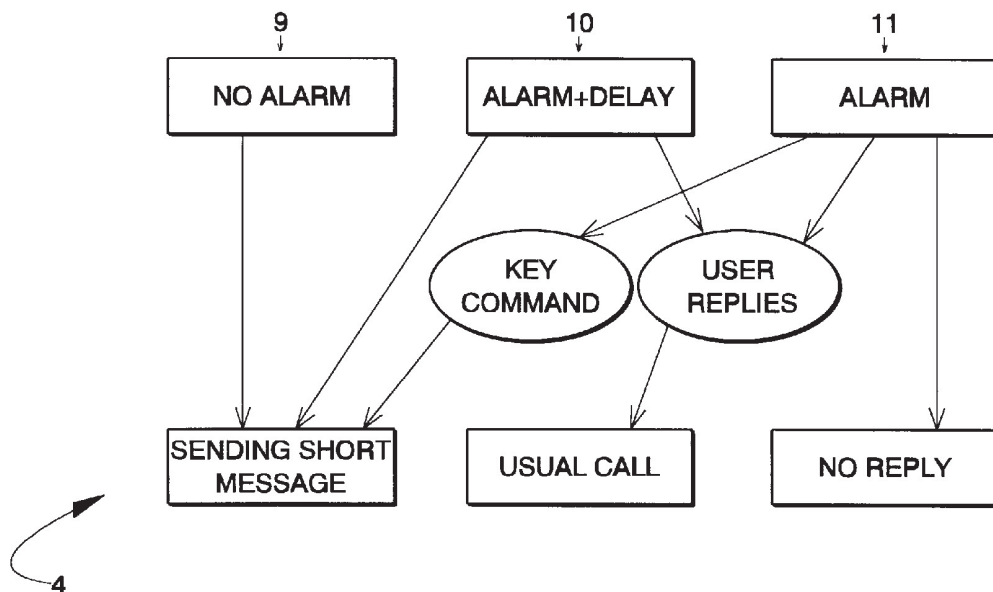 9 10 11
NO ALARM ALARM+DELAY ALARM
KEY
COMMAND
USER
REPLIES
SENDING SHORT
MESSAGE
USUAL CALL
NO REPLY
4